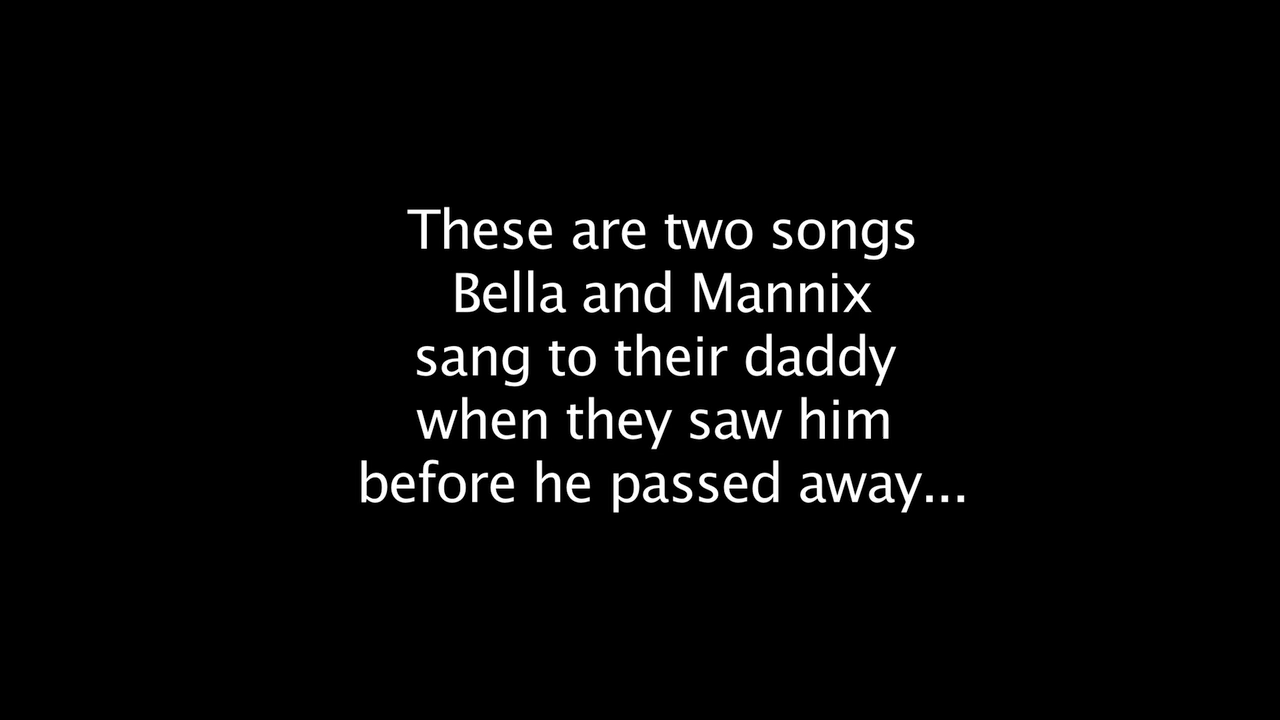 These are two songs
Bella and Mannix
sang to their daddy
when they saw him
before he passed away...